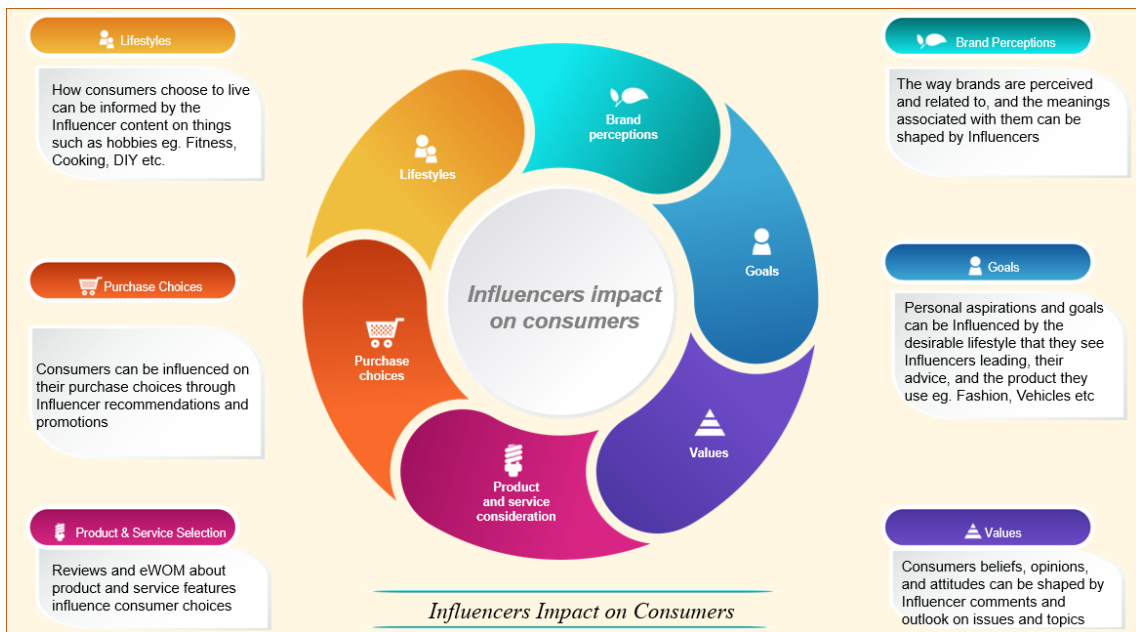 Lifestyles
How consumers choose to live
can be informed by the
Influencer content on things
such as hobbies eg. Fitness,
Cooking, DIY etc.
Purchase Choices
Consumers can be influenced on
their purchase choices through
Influencer recommendations and
promotions
Product & Service Selection
Reviews and eWOM about
product and service features
influence consumer choices
Brand
perceptions
Lifestyles
Goals
Influencers impact
on consumers
Purchase
choices
Values
Product
and service
consideration
Influencers Impact on Consumers
Brand Perceptions
The way brands are perceived
and related to, and the meanings
associated with them can be
shaped by Influencers
Goals
Personal aspirations and goals
can be Influenced by the
desirable lifestyle that they see
Influencers leading, their
advice, and the product they
use eg. Fashion, Vehicles etc
Values
Consumers beliefs, opinions,
and attitudes can be shaped by
Influencer comments and
outlook on issues and topics